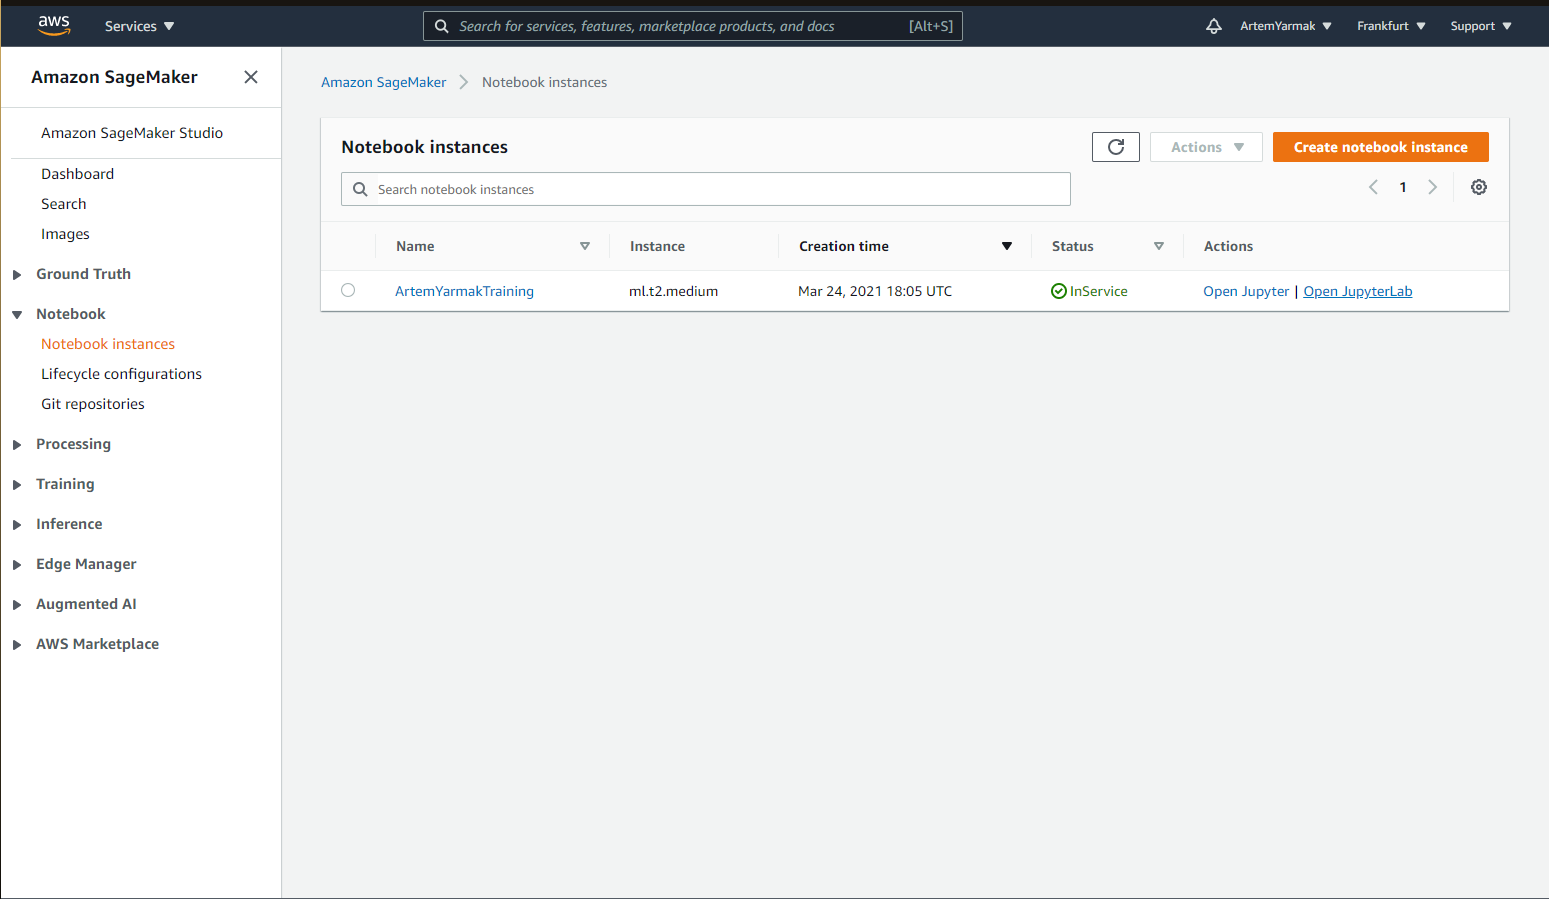 aws
Services
Search for services, features, marketplace products, and docs [Alt+S]
ArtemYarmak
Frankfurt
Support
Amazon SageMaker
Amazon SageMaker Studio
Dashboard
Search
Images
Ground Truth
Notebook
Notebook instances
Lifecycle configurations
Git repositories
Processing
Training
Inference
Edge Manager
Augmented AI
AWS Marketplace
Amazon SageMaker > Notebook instances
Notebook instances
Actions
Create notebook instance
Search notebook instances
1
Name Instance Creation time Status Actions
ArtemYarmakTraining ml.t2.medium Mar 24, 2021 18:05 UTC InService Open Jupyter | Open JupyterLab